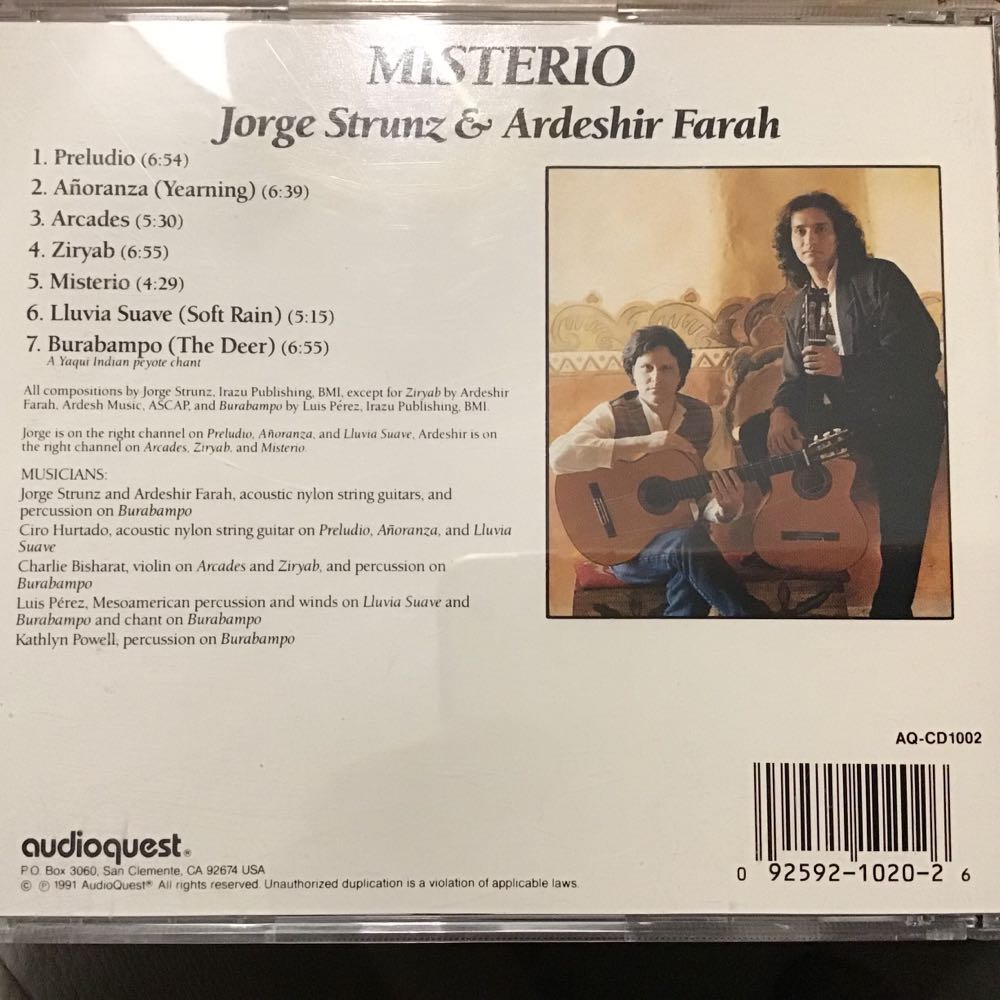 MISTERIO
Jorge Strunz & Ardeshir Farah
1. Preludio (6:54)
2. Añoranza (Yearning) (6:39)
3. Arcades (5:30)
4. Ziryab (6:55)
5. Misterio (4:29)
6. Lluvia Suave (Soft Rain) (5:15)
7. Burabampo (The Deer) (6:55)
A Yaqui Indian peyote chant
All compositions by Jorge Strunz, Irazu Publishing, BMI, except for Ziryab by Ardeshir
Farah, Ardesh Music, ASCAP, and Burabampo by Luis Pérez, Irazu Publishing, BMI.
Jorge is on the right channel on Preludio, Añoranza, and Lluvia Suave, Ardeshir is on
the right channel on Arcades, Ziryab, and Misterio.
MUSICIANS:
Jorge Strunz and Ardeshir Farah, acoustic nylon string guitars, and
percussion on Burabampo
Ciro Hurtado, acoustic nylon string guitar on Preludio, Añoranza, and Lluvia
Suave
Charlie Bisharat, violin on Arcades and Ziryab, and percussion on
Burabampo
Luis Pérez, Mesoamerican percussion and winds on Lluvia Suave and
Burabampo and chant on Burabampo
Kathlyn Powell, percussion on Burabampo
AQ-CD1002
0 92592-1020-2 6
audioquest®
P.O. Box 3060, San Clemente, CA 92674 USA
© ℗ 1991 AudioQuest® All rights reserved. Unauthorized duplication is a violation of applicable laws.